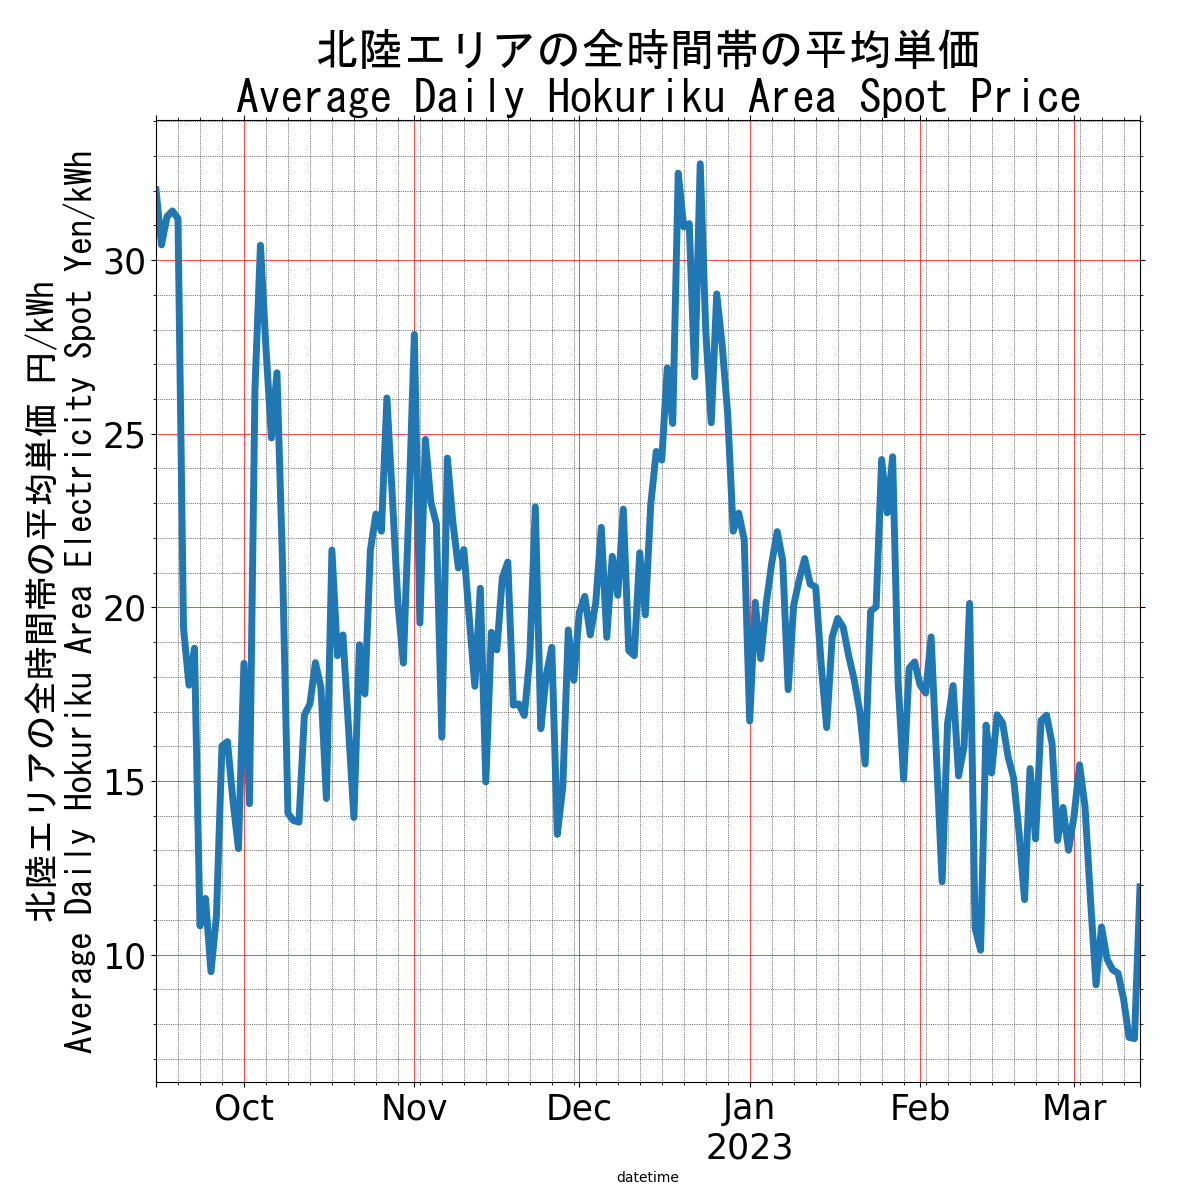 北陸エリアの全時間帯の平均単価
Average Daily Hokuriku Area Spot Price
北陸エリアの全時間帯の平均単価 円/kWh
Average Daily Hokuriku Area Electricity Spot Yen/kWh
30
25
20
15
10
Oct
Nov
Dec
Jan
2023
Feb
Mar
datetime